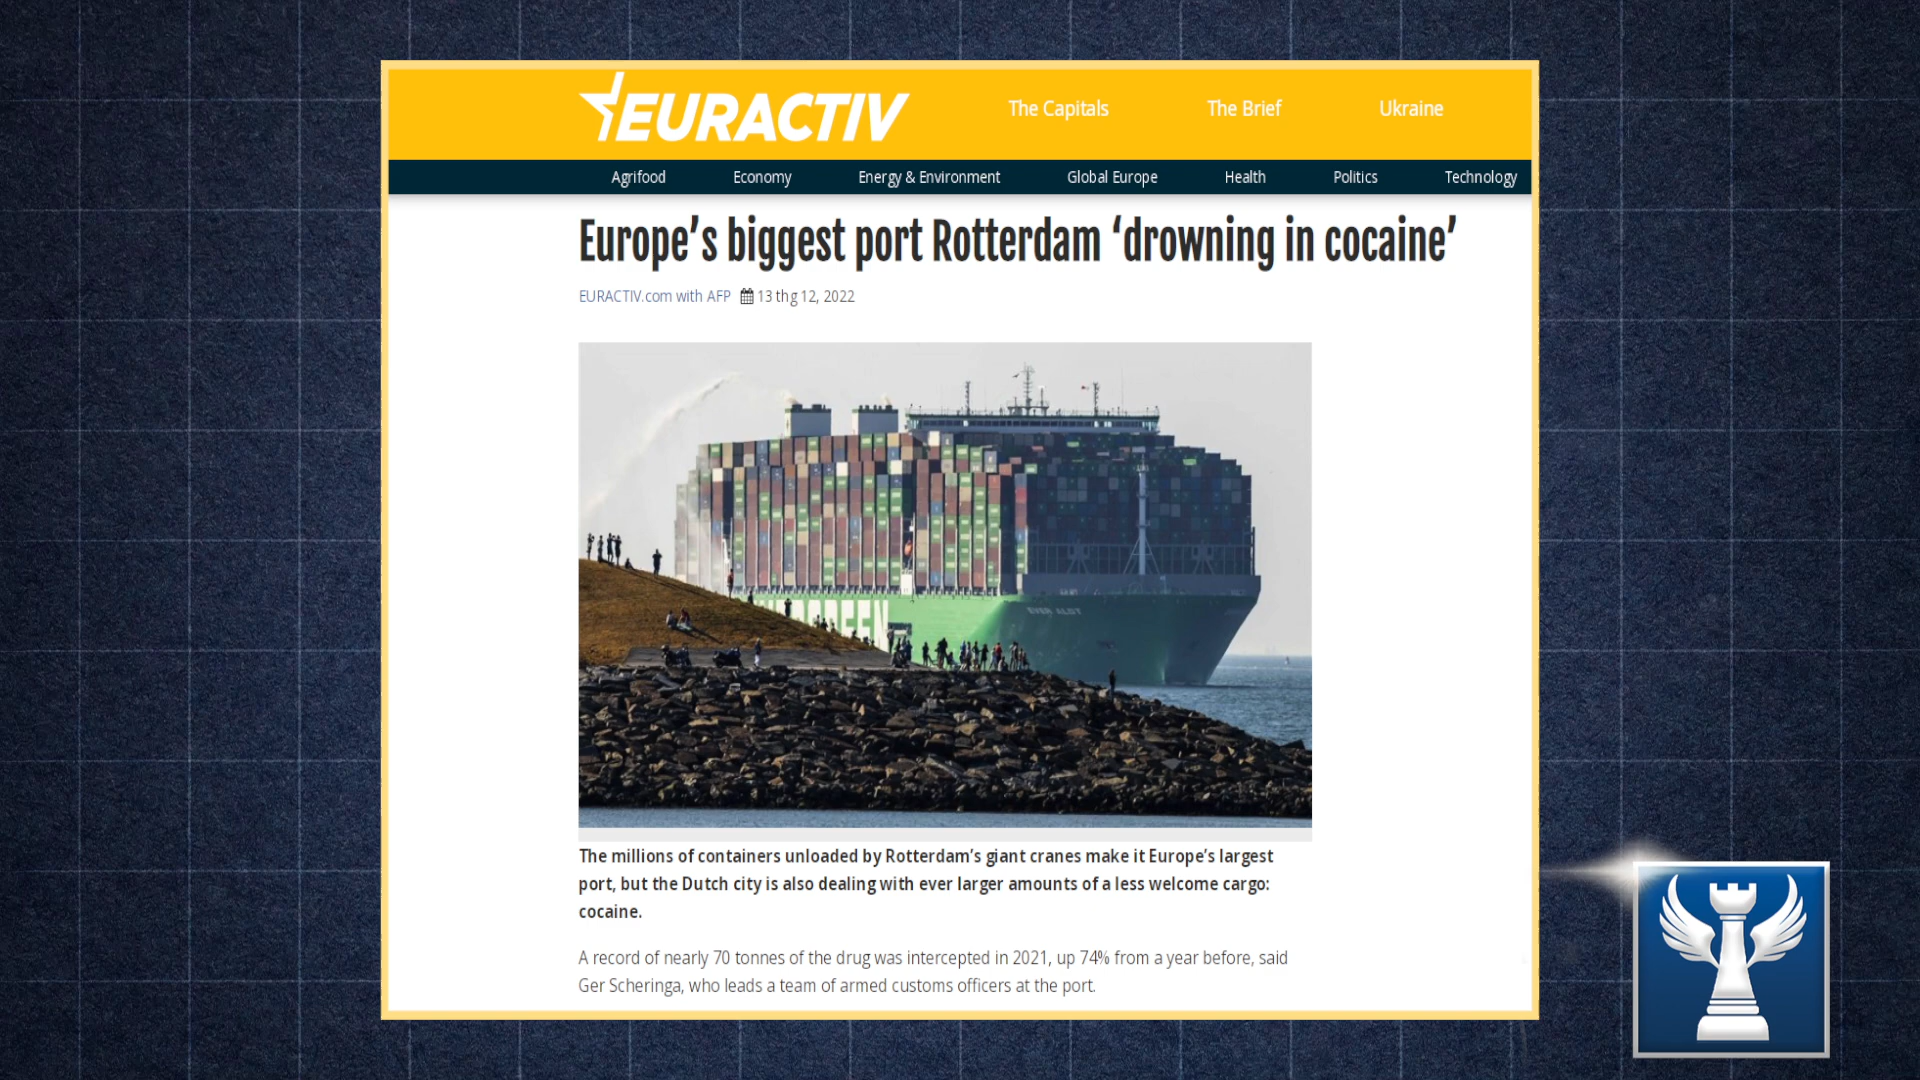 EURACTIV
The Capitals
The Brief
Ukraine
Agrifood
Economy
Energy & Environment
Global Europe
Health
Politics
Technology
Europe’s biggest port Rotterdam ‘drowning in cocaine’
EURACTIV.com with AFP 13 thg 12, 2022
EVER ALOT
The millions of containers unloaded by Rotterdam’s giant cranes make it Europe’s largest
port, but the Dutch city is also dealing with ever larger amounts of a less welcome cargo:
cocaine.
A record of nearly 70 tonnes of the drug was intercepted in 2021, up 74% from a year before, said
Ger Scheringa, who leads a team of armed customs officers at the port.